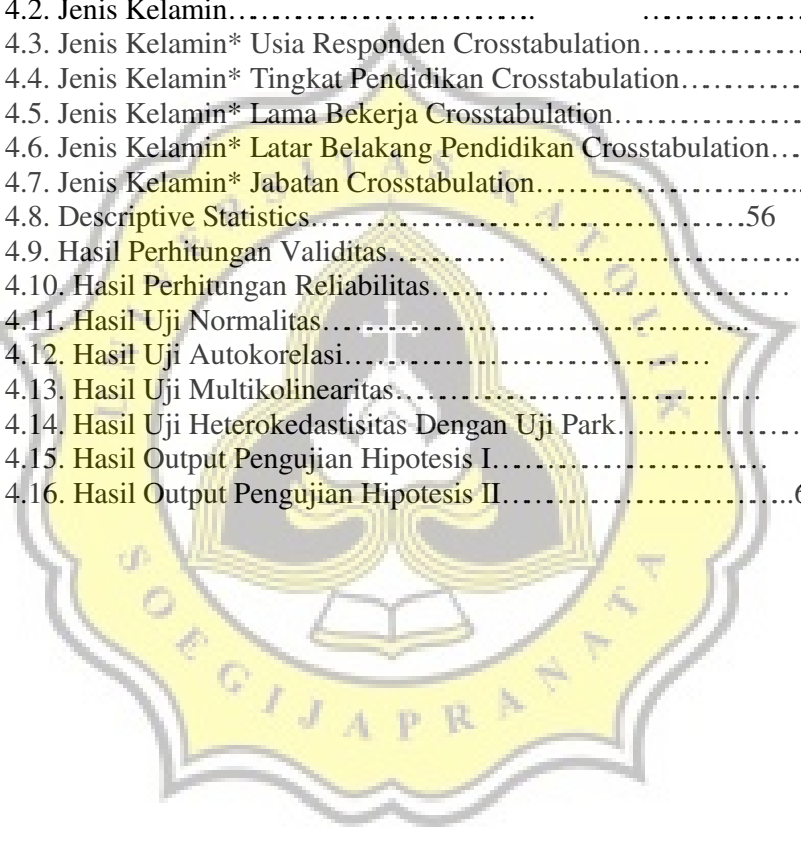 4.2. Jenis Kelamin…………………………. ……………
4.3. Jenis Kelamin* Usia Responden Crosstabulation……………
4.4. Jenis Kelamin* Tingkat Pendidikan Crosstabulation…………
4.5. Jenis Kelamin* Lama Bekerja Crosstabulation………………
4.6. Jenis Kelamin* Latar Belakang Pendidikan Crosstabulation….
4.7. Jenis Kelamin* Jabatan Crosstabulation……………………..
4.8. Descriptive Statistics………………………………………….56
4.9. Hasil Perhitungan Validitas………… ……………………..
4.10. Hasil Perhitungan Reliabilitas………… …………………
4.11. Hasil Uji Normalitas……………………………………..
4.12. Hasil Uji Autokorelasi…………………………………
4.13. Hasil Uji Multikolinearitas…………………………………
4.14. Hasil Uji Heterokedastisitas Dengan Uji Park………………
4.15. Hasil Output Pengujian Hipotesis I………………………
4.16. Hasil Output Pengujian Hipotesis II………………………..6
UNIVERSITAS KATOLIK
SOEGIJAPRANATA